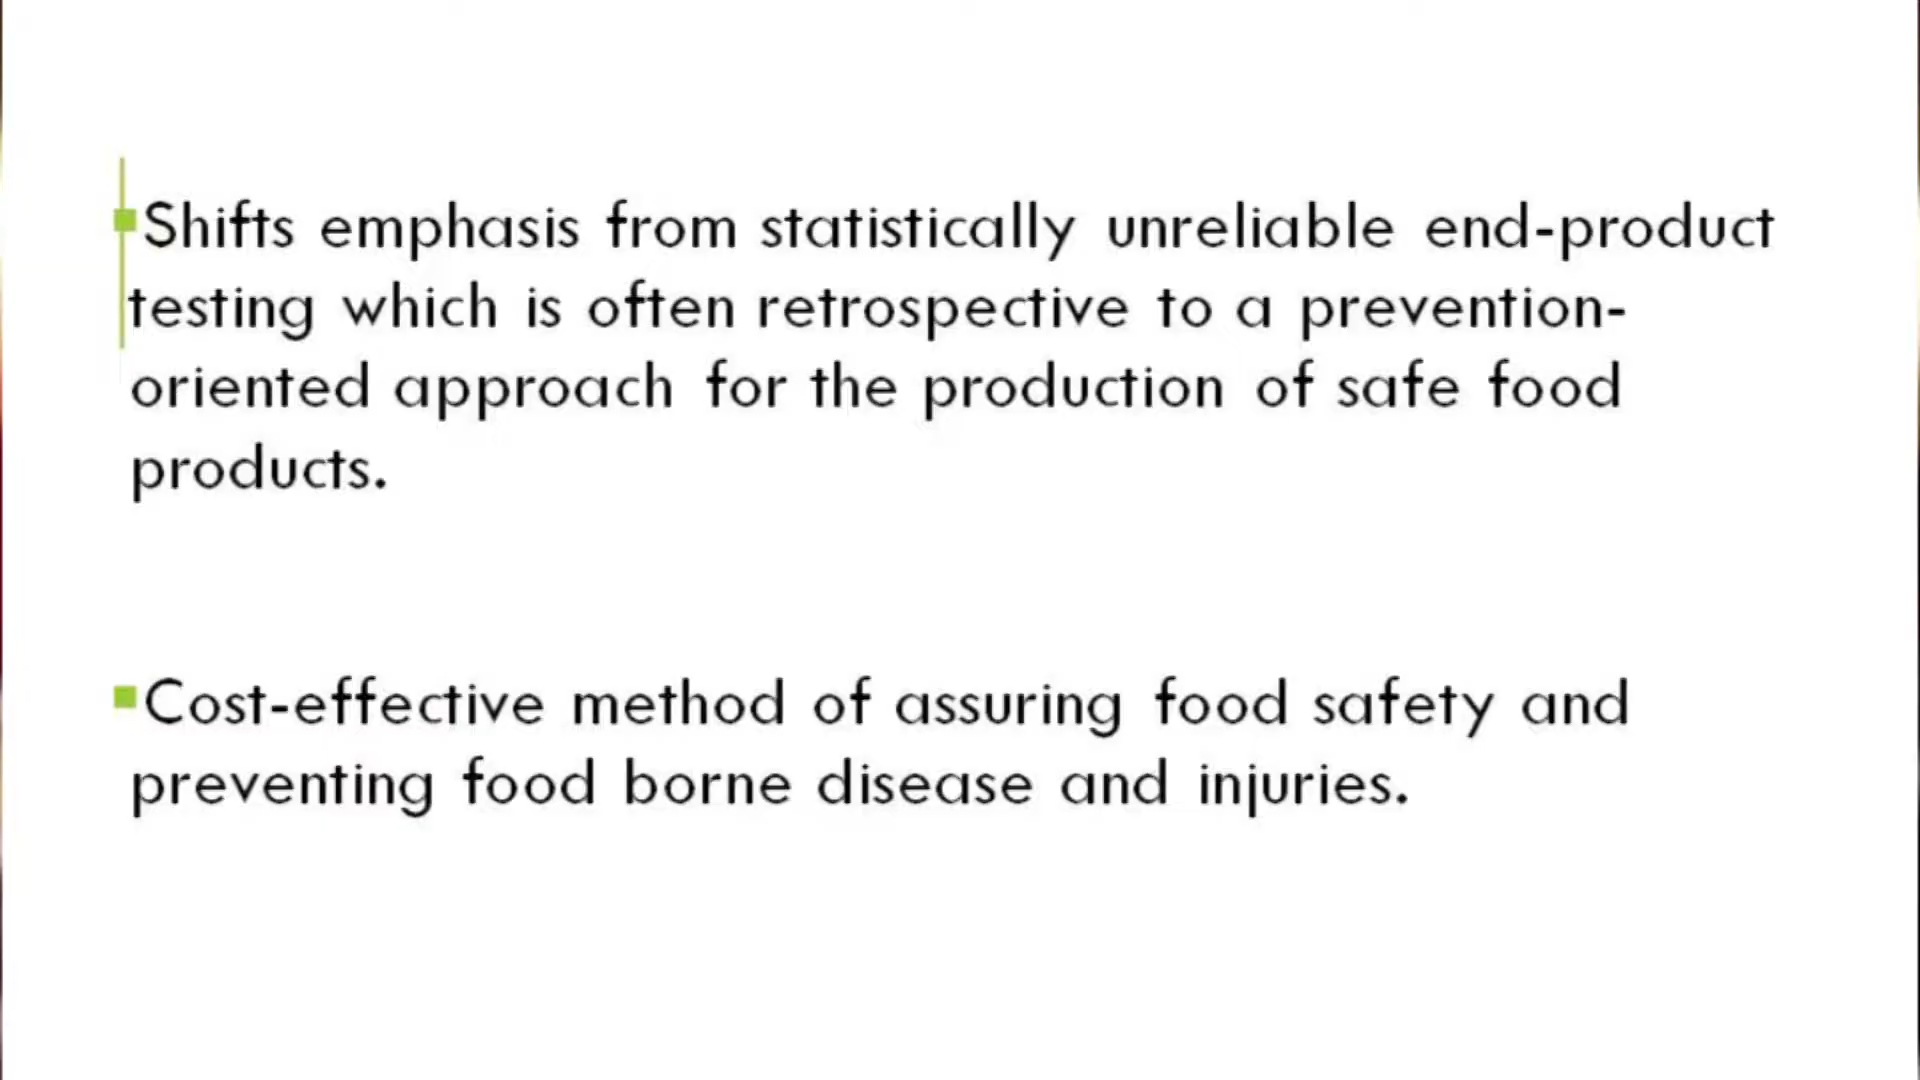 ▪Shifts emphasis from statistically unreliable end-product
testing which is often retrospective to a prevention-
oriented approach for the production of safe food
products.
▪Cost-effective method of assuring food safety and
preventing food borne disease and injuries.